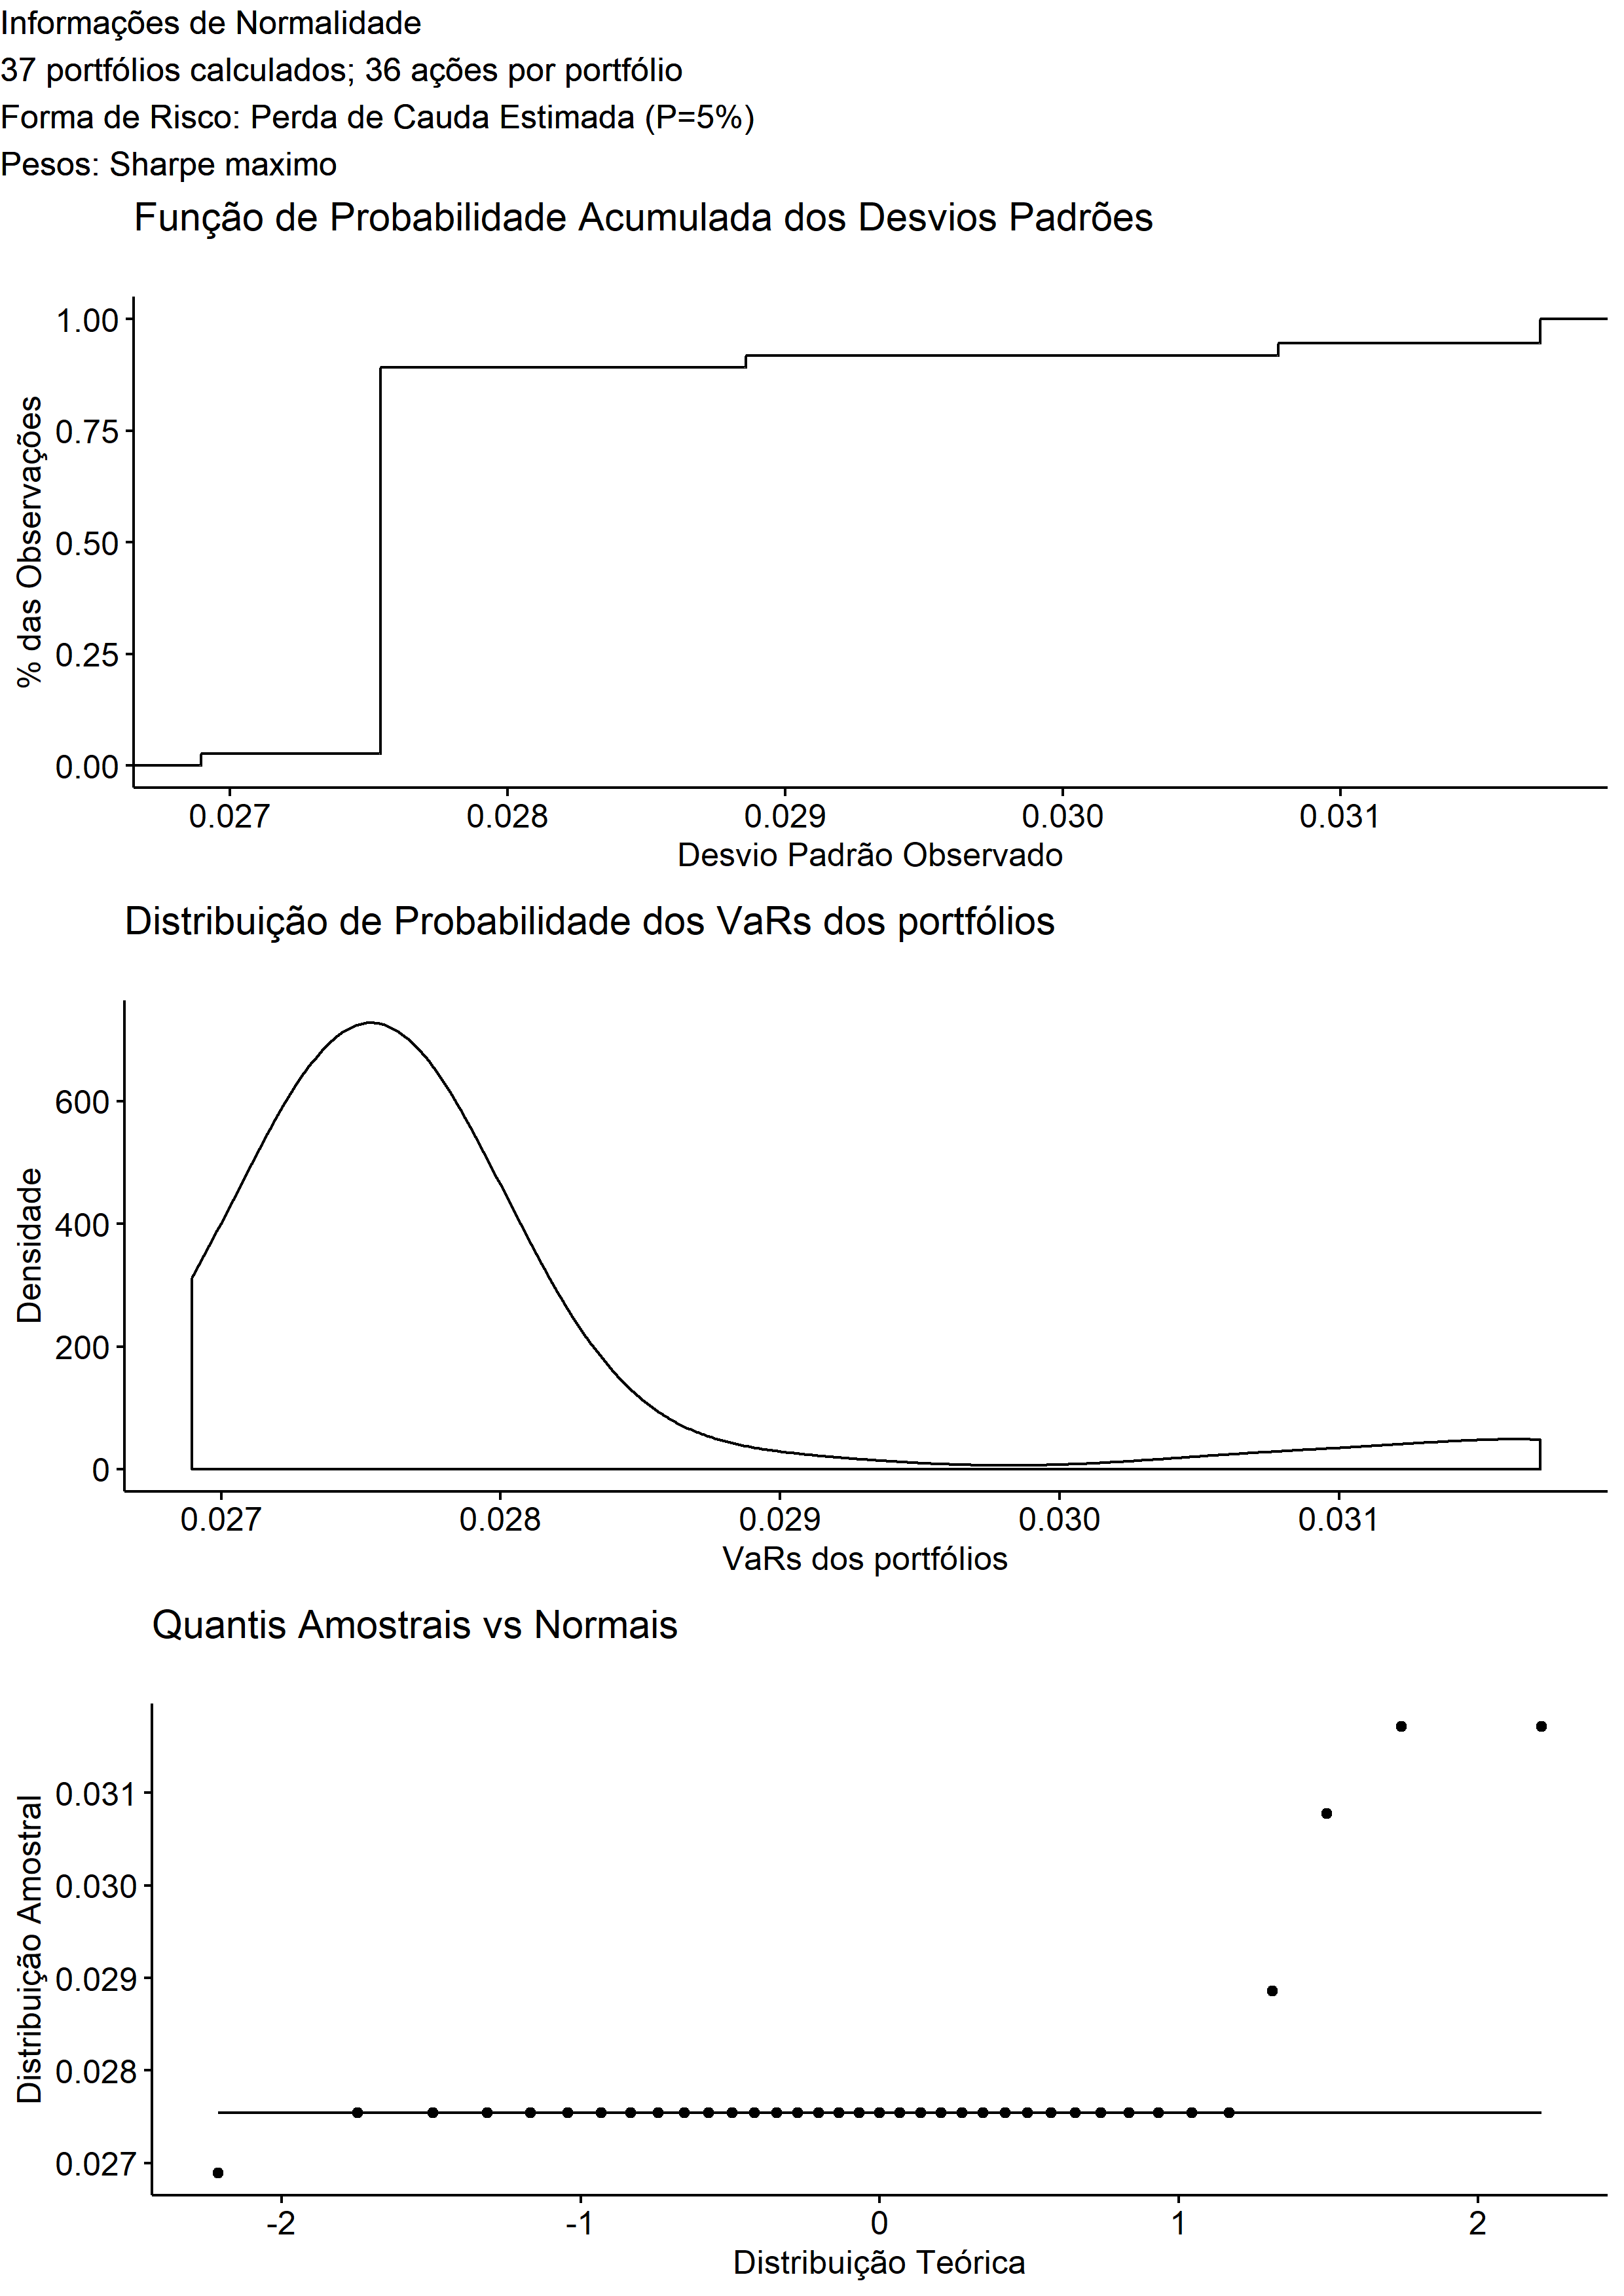 Informações de Normalidade
37 portfólios calculados; 36 ações por portfólio
Forma de Risco: Perda de Cauda Estimada (P=5%)
Pesos: Sharpe maximo
Função de Probabilidade Acumulada dos Desvios Padrões
% das Observações
1.00
0.75
0.50
0.25
0.00
0.027 0.028 0.029 0.030 0.031
Desvio Padrão Observado
Distribuição de Probabilidade dos VaRs dos portfólios
Densidade
600
400
200
0
0.027 0.028 0.029 0.030 0.031
VaRs dos portfólios
Quantis Amostrais vs Normais
Distribuição Amostral
0.031
0.030
0.029
0.028
0.027
-2 -1 0 1 2
Distribuição Teórica